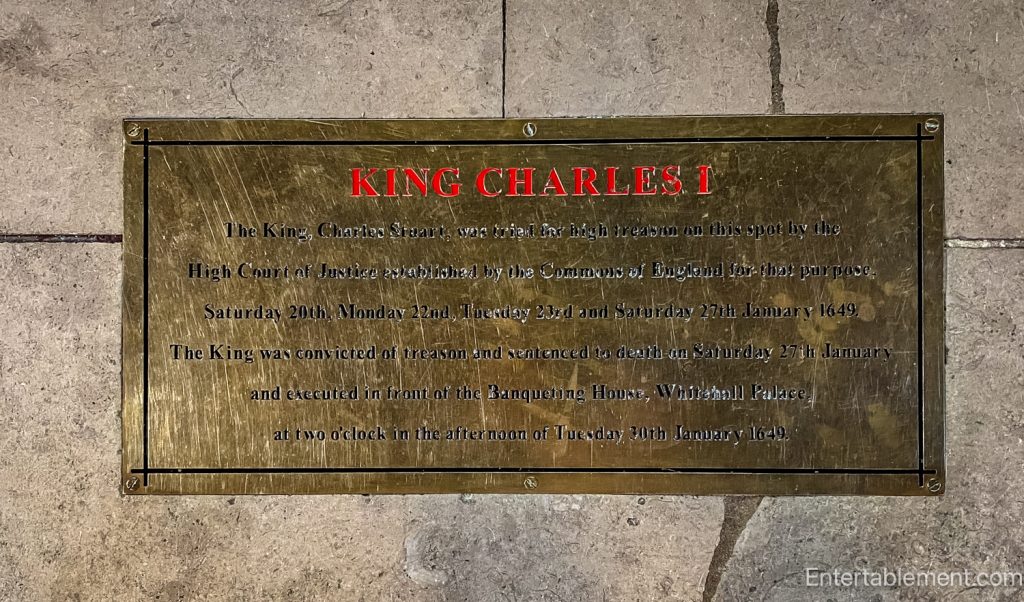 KING CHARLES I
The King, Charles Stuart, was tried for high treason on this spot by the
High Court of Justice established by the Commons of England for that purpose,
Saturday 20th, Monday 22nd, Tuesday 23rd and Saturday 27th January 1649.
The King was convicted of treason and sentenced to death on Saturday 27th January
and executed in front of the Banqueting House, Whitehall Palace,
at two o'clock in the afternoon of Tuesday 30th January 1649.
Entertablement.com